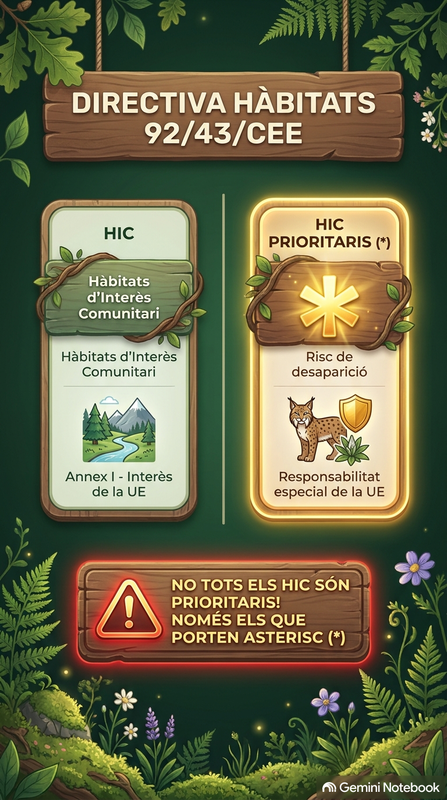 DIRECTIVA HÀBITATS
92/43/CEE
HIC
Hàbitats
d'Interès
Comunitari
Hàbitats d'Interès
Comunitari
Annex I - Interès
de la UE
HIC
PRIORITARIS (*)
Risc de
desaparició
Responsabilitat
especial de la UE
NO TOTS ELS HIC SÓN
PRIORITARIS!
NOMÉS ELS QUE
PORTEN ASTERISC (*)
Gemini Notebook